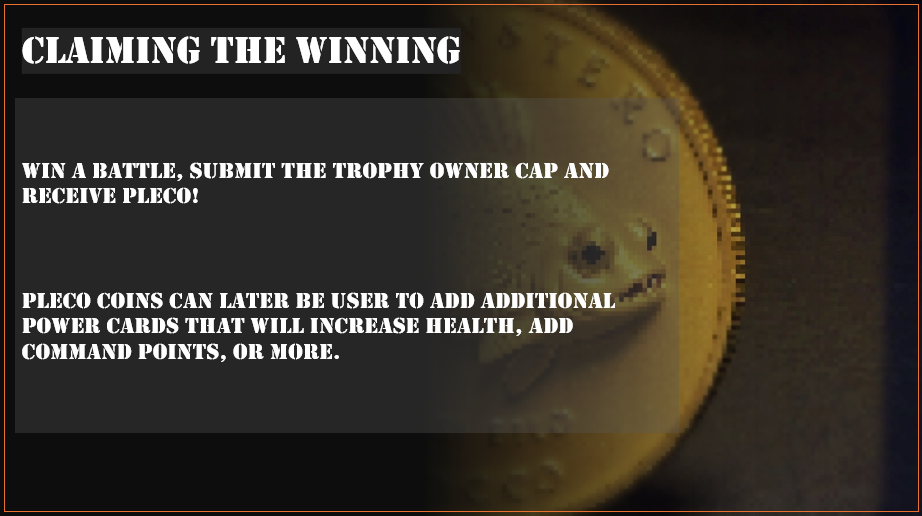 CLAIMING THE WINNING
WIN A BATTLE, SUBMIT THE TROPHY OWNER CAP AND
RECEIVE PLECO!
PLECO COINS CAN LATER BE USER TO ADD ADDITIONAL
POWER CARDS THAT WILL INCREASE HEALTH, ADD
COMMAND POINTS, OR MORE.